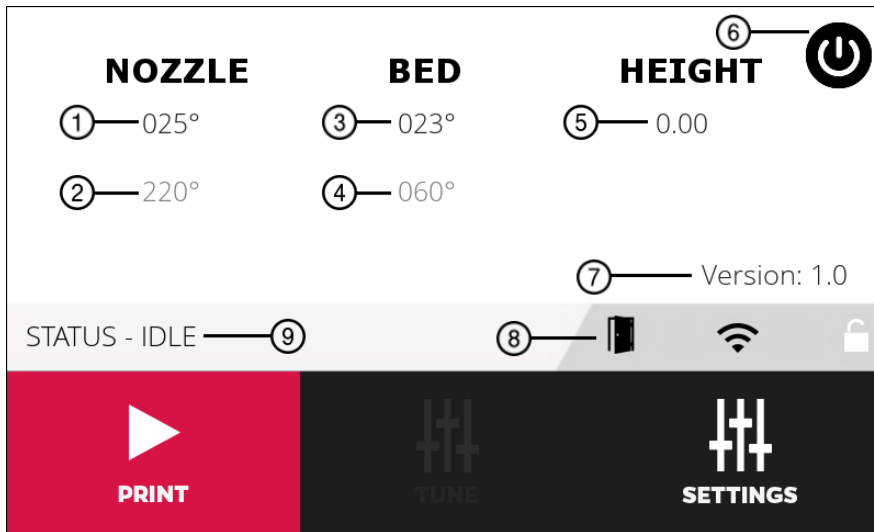 6
NOZZLE BED HEIGHT
1 025° 3 023° 5 0.00
2 220° 4 060°
7 Version: 1.0
STATUS - IDLE 9 8
PRINT TUNE SETTINGS